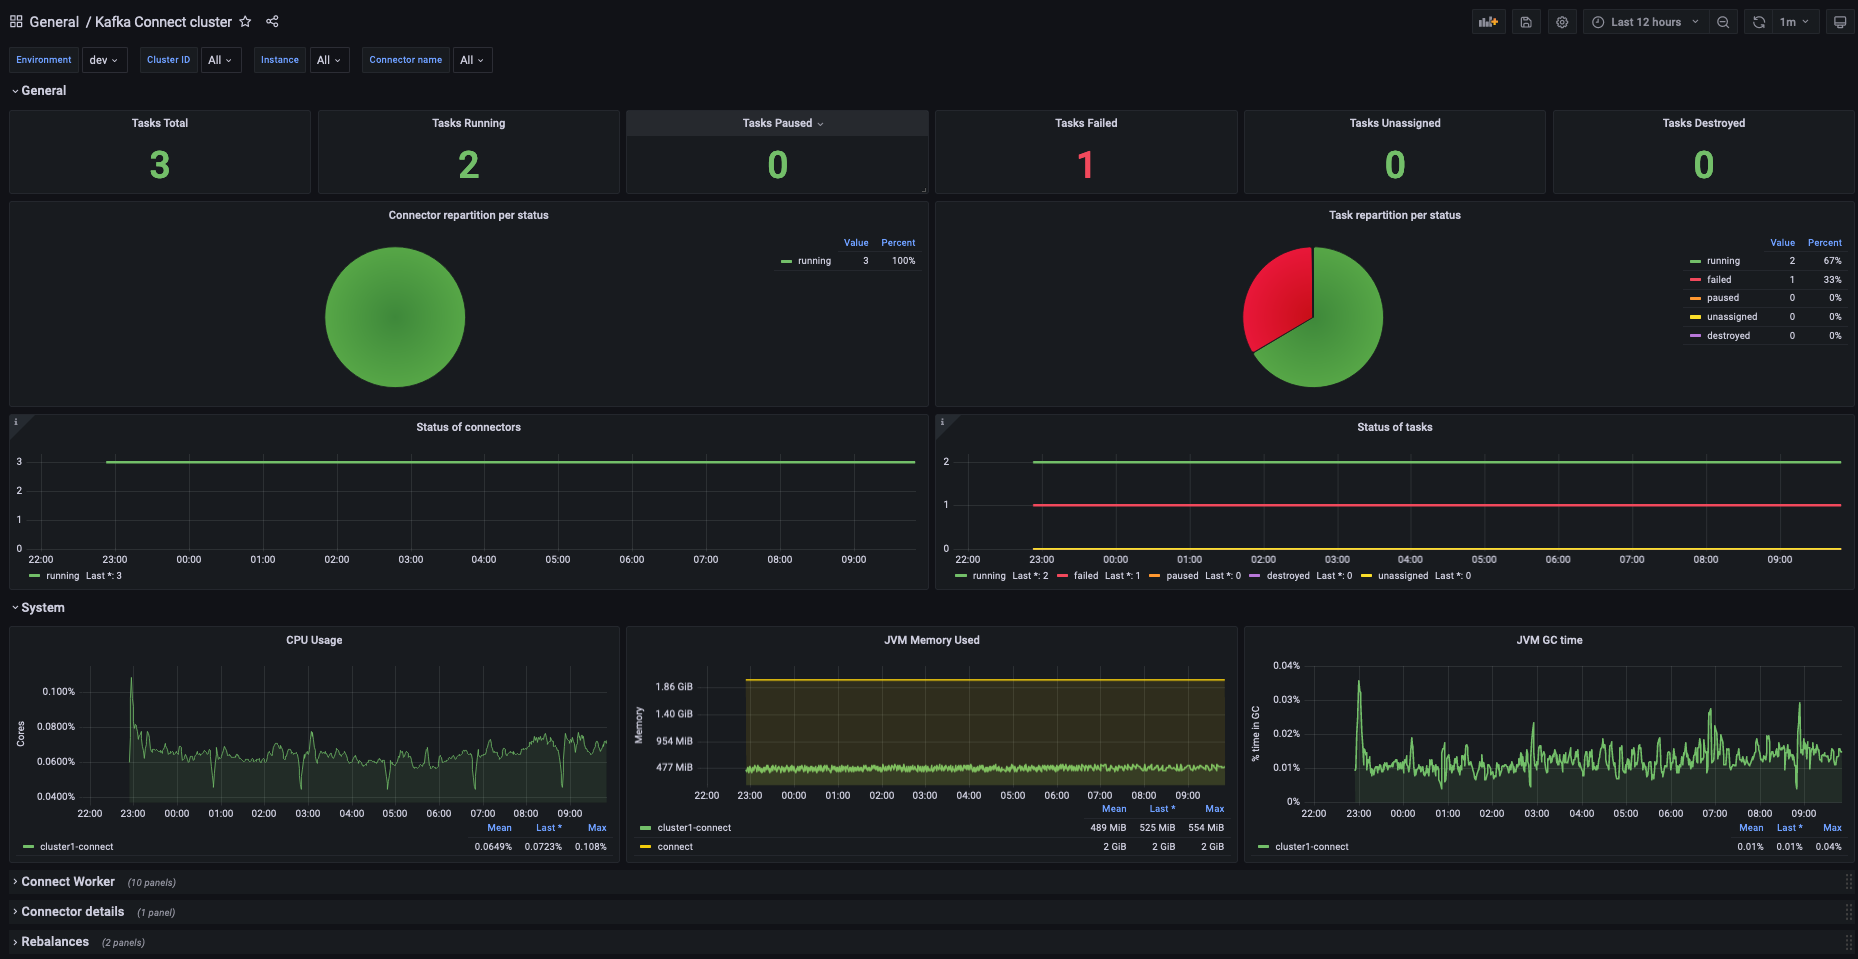 General / Kafka Connect cluster
Last 12 hours
1m
Environment dev Cluster ID All Instance All Connector name All
General
Tasks Total
3
Tasks Running
2
Tasks Paused
0
Tasks Failed
1
Tasks Unassigned
0
Tasks Destroyed
0
Connector repartition per status
Value Percent
running 3 100%
Task repartition per status
Value Percent
running 2 67%
failed 1 33%
paused 0 0%
unassigned 0 0%
destroyed 0 0%
i
Status of connectors
3
2
1
0
22:00 23:00 00:00 01:00 02:00 03:00 04:00 05:00 06:00 07:00 08:00 09:00
running Last *: 3
i
Status of tasks
2
1
0
22:00 23:00 00:00 01:00 02:00 03:00 04:00 05:00 06:00 07:00 08:00 09:00
running Last *: 2 failed Last *: 1 paused Last *: 0 destroyed Last *: 0 unassigned Last *: 0
System
CPU Usage
Cores
0.100%
0.0800%
0.0600%
0.0400%
22:00 23:00 00:00 01:00 02:00 03:00 04:00 05:00 06:00 07:00 08:00 09:00
Mean Last * Max
cluster1-connect 0.0649% 0.0723% 0.108%
JVM Memory Used
Memory
1.86 GiB
1.40 GiB
954 MiB
477 MiB
22:00 23:00 00:00 01:00 02:00 03:00 04:00 05:00 06:00 07:00 08:00 09:00
Mean Last * Max
cluster1-connect 489 MiB 525 MiB 554 MiB
connect 2 GiB 2 GiB 2 GiB
JVM GC time
% time in GC
0.04%
0.03%
0.02%
0.01%
0%
22:00 23:00 00:00 01:00 02:00 03:00 04:00 05:00 06:00 07:00 08:00 09:00
Mean Last * Max
cluster1-connect 0.01% 0.01% 0.04%
Connect Worker (10 panels)
Connector details (1 panel)
Rebalances (2 panels)